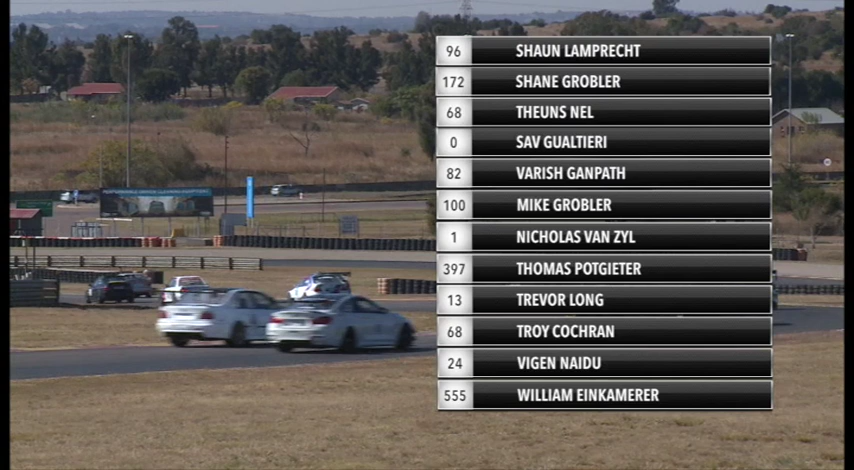 96 SHAUN LAMPRECHT
172 SHANE GROBLER
68 THEUNS NEL
0 SAV GUALTIERI
82 VARISH GANPATH
100 MIKE GROBLER
1 NICHOLAS VAN ZYL
397 THOMAS POTGIETER
13 TREVOR LONG
68 TROY COCHRAN
24 VIGEN NAIDU
555 WILLIAM EINKAMERER